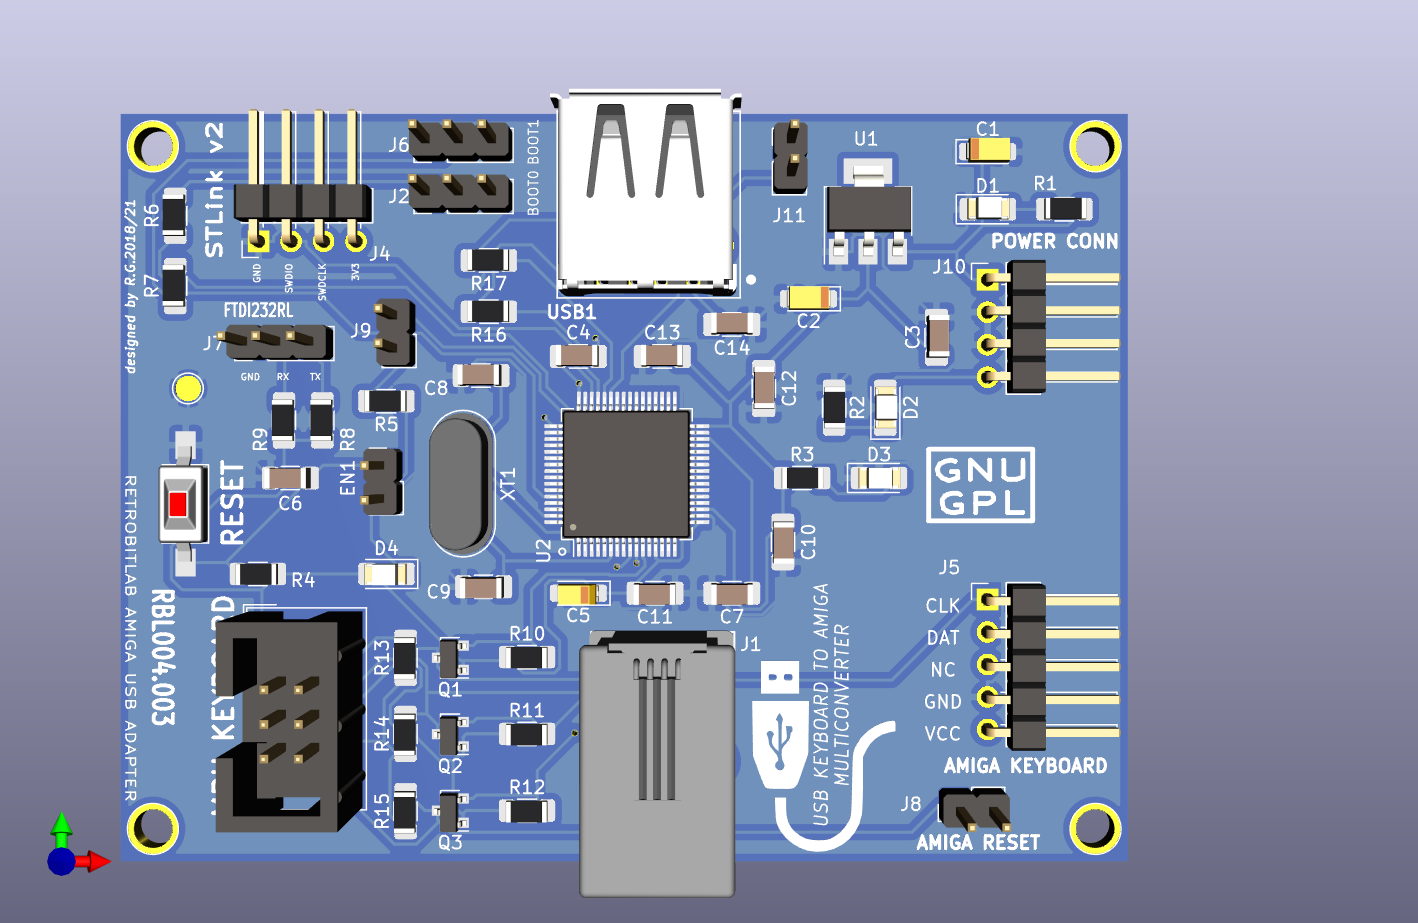 STLink v2
designed by R.G.2018/21
R6
R7
J6
J2
BOOT0 BOOT1
J4
GND
SWDIO
SWDCLK
3V3
FTDI232RL
J7
GND RX TX
J9
R17
R16
USB1
J11
U1
C1
D1
R1
POWER CONN
J10
C2
C3
C4
C13
C14
C12
C8
R5
R9
R8
R2
D2
R3
D3
C6
EN1
XT1
RESET
GNU
GPL
U2
C10
D4
R4
C9
C5
C11
C7
RETROBITLAB AMIGA USB ADAPTER
RBL004.003
R13
Q1
R10
R14
Q2
R11
R15
Q3
R12
J1
USB KEYBOARD TO AMIGA
MULTICONVERTER
J5
CLK
DAT
NC
GND
VCC
AMIGA KEYBOARD
J8
AMIGA RESET